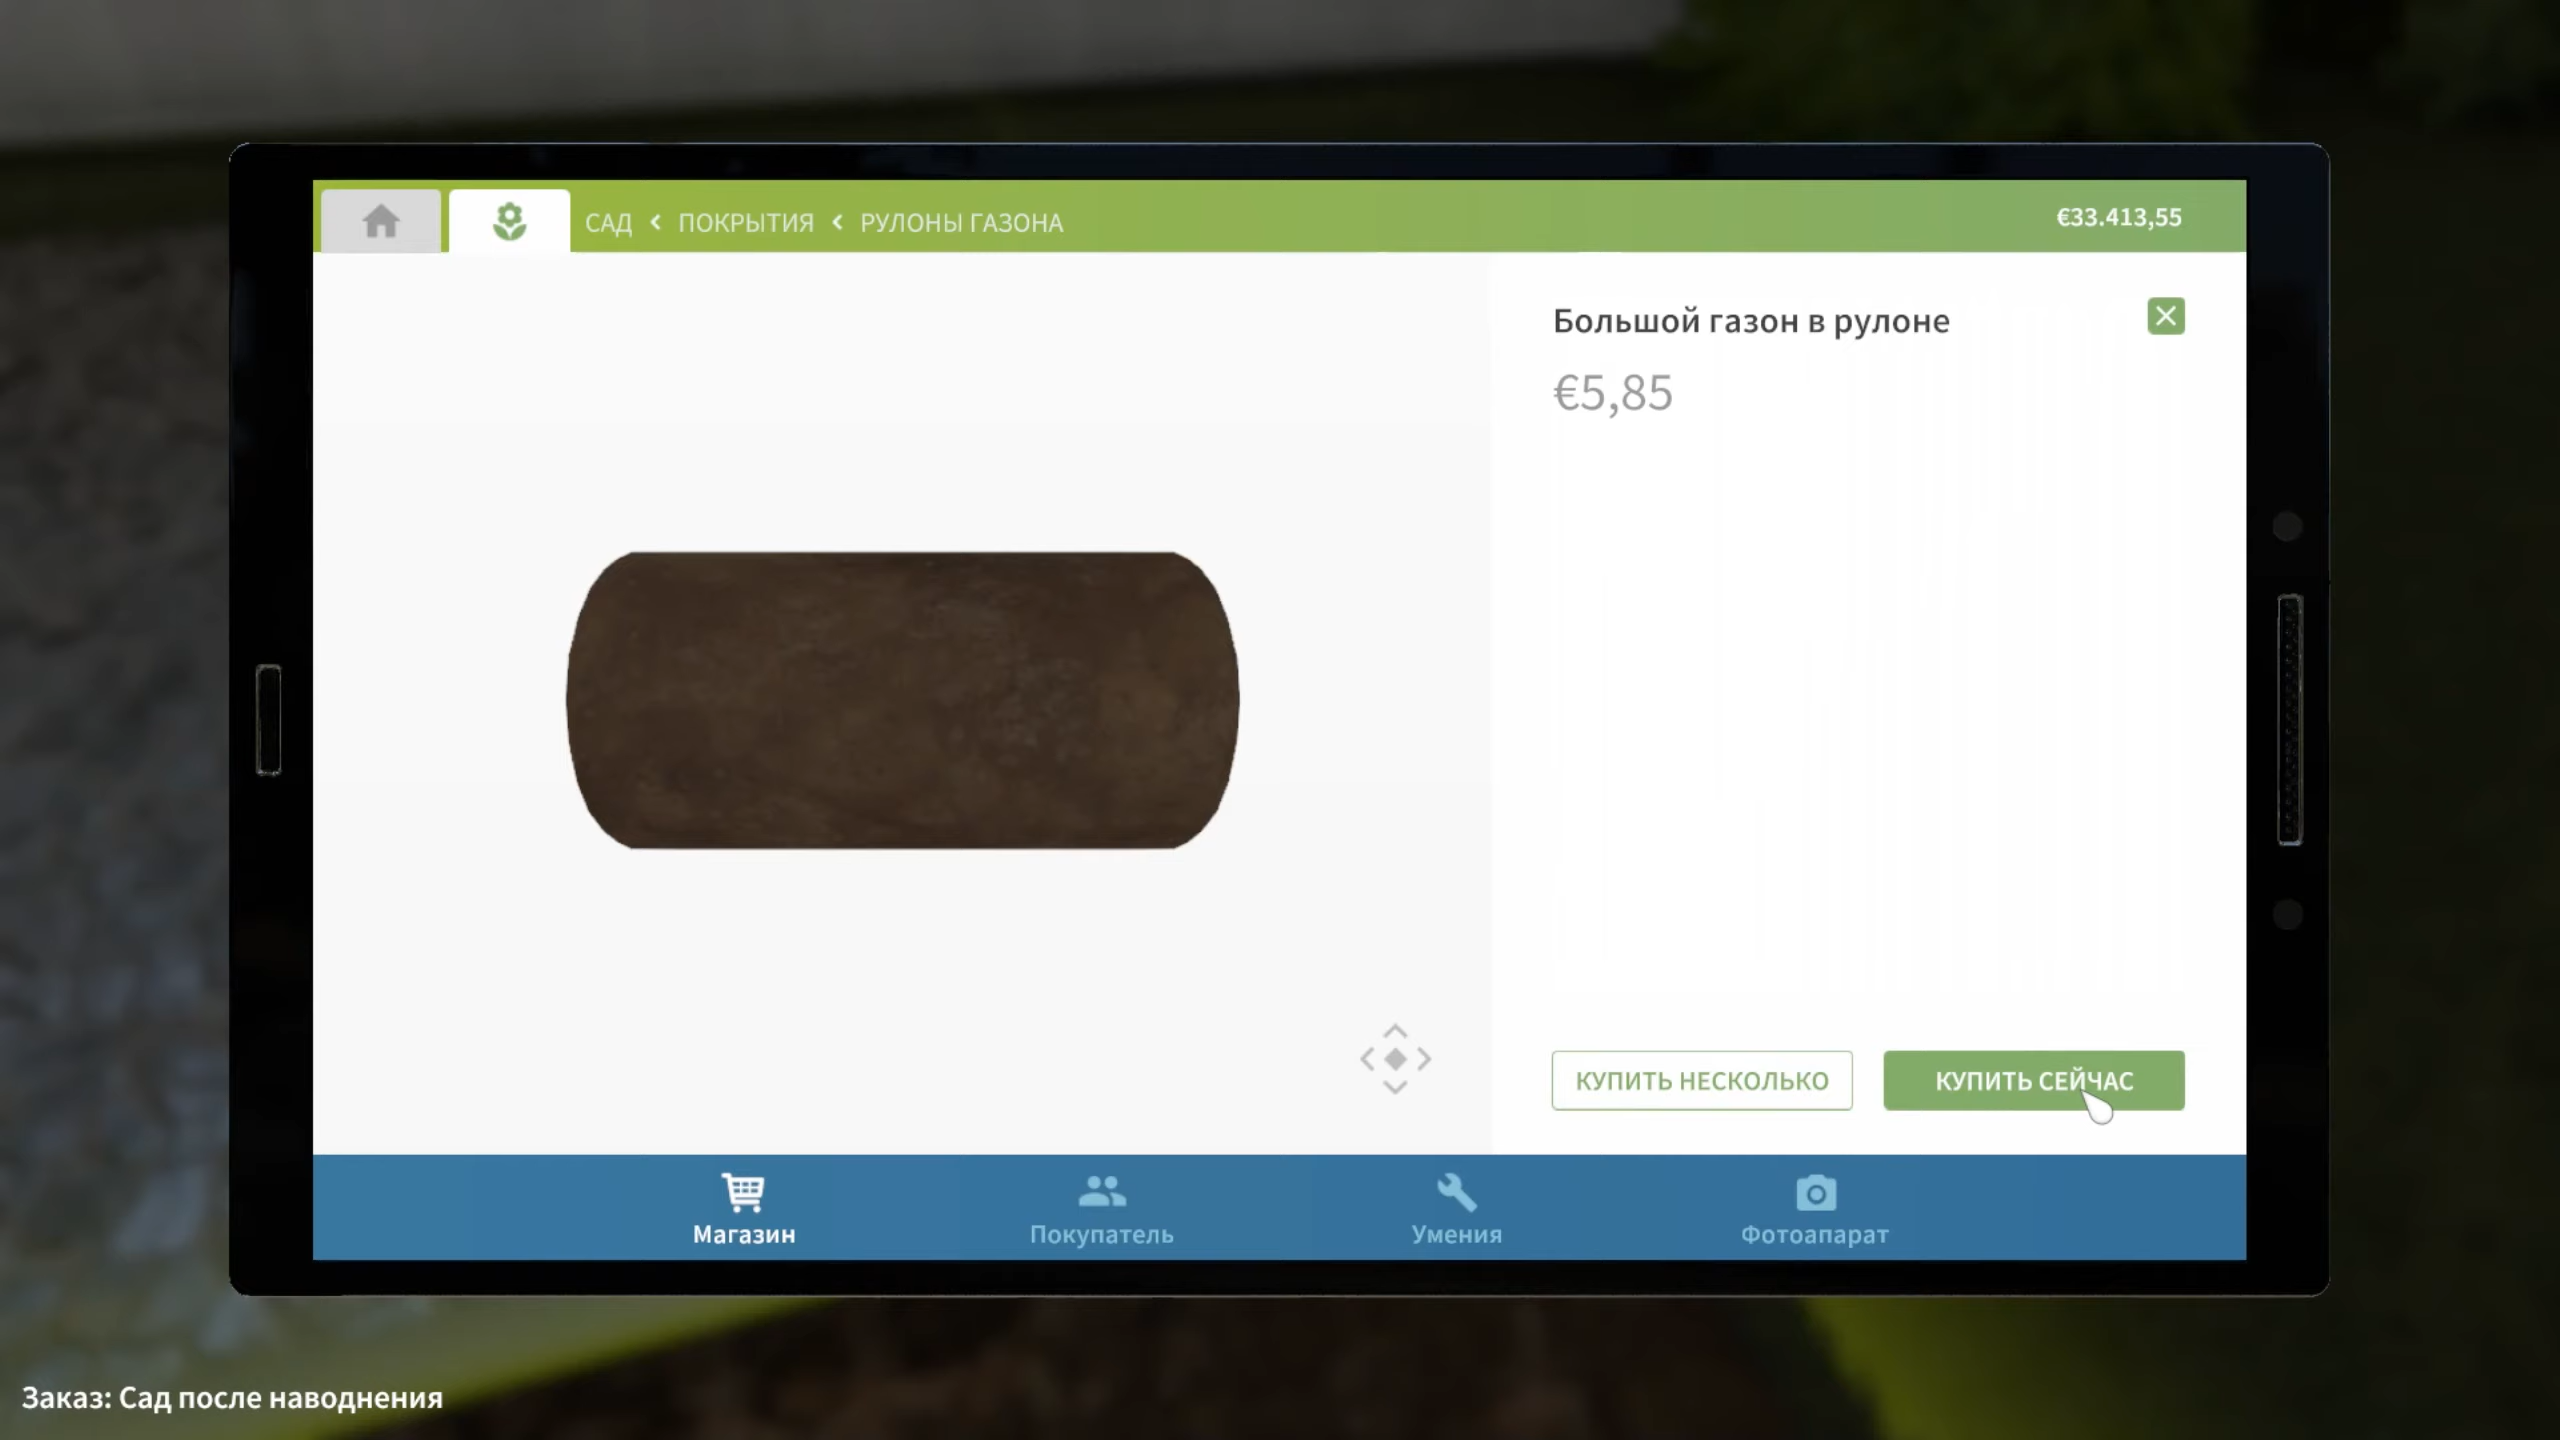 САД < ПОКРЫТИЯ < РУЛОНЫ ГАЗОНА
€33.413,55
Большой газон в рулоне
€5,85
КУПИТЬ НЕСКОЛЬКО
КУПИТЬ СЕЙЧАС
Магазин
Покупатель
Умения
Фотоапарат
Заказ: Сад после наводнения